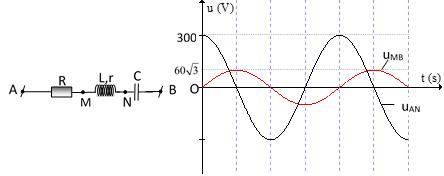 A R M L,r N C B
u (V)
300
60√3
O
t (s)
u_MB
u_AN